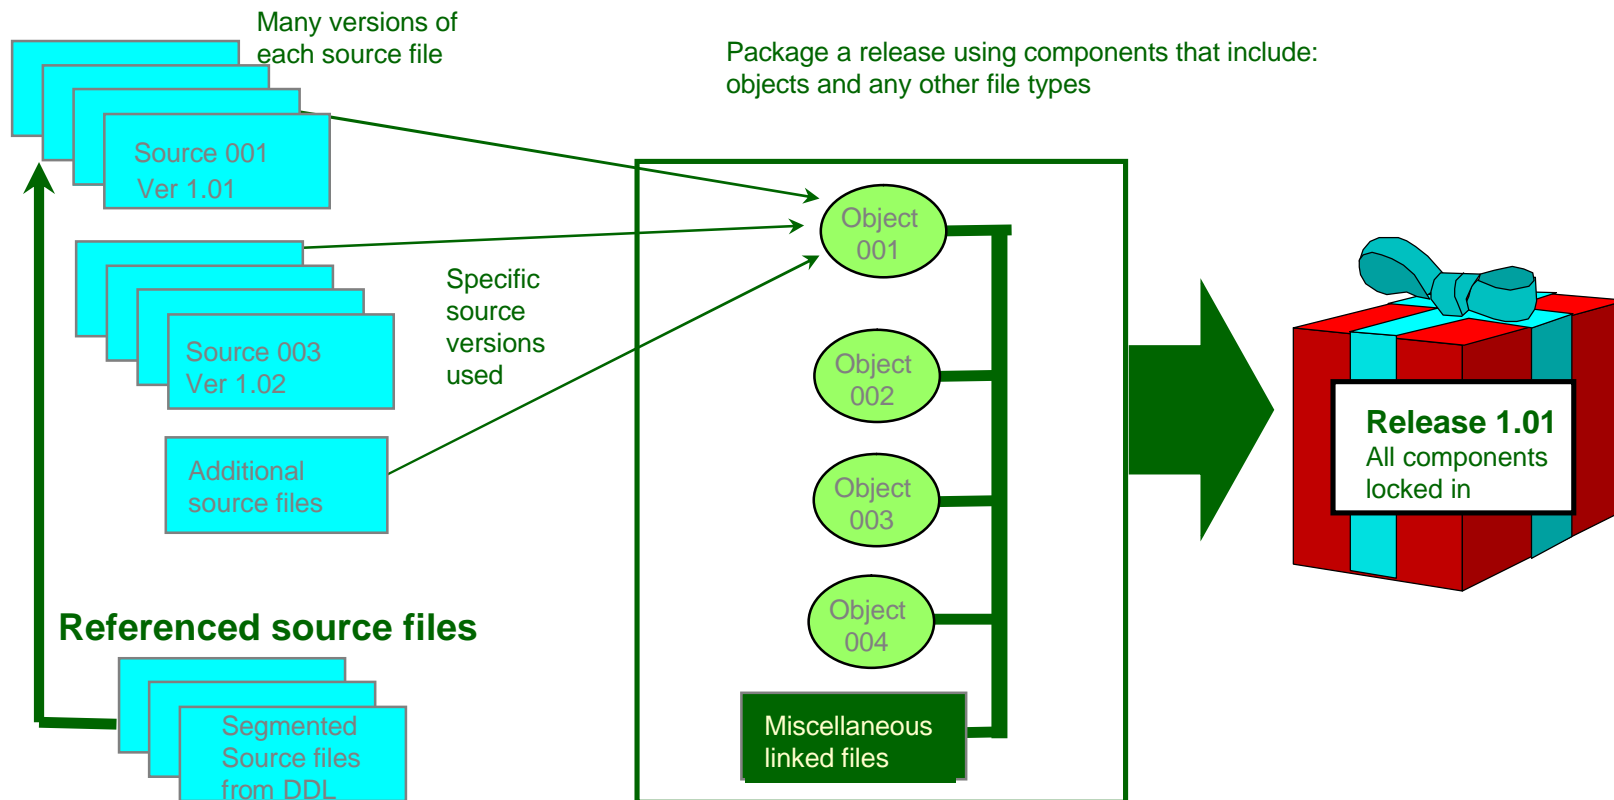 Many versions of
each source file
Package a release using components that include:
objects and any other file types
Source 001
Ver 1.01
Source 003
Ver 1.02
Specific
source
versions
used
Additional
source files
Referenced source files
Segmented
Source files
from DDL
Object
001
Object
002
Object
003
Object
004
Miscellaneous
linked files
Release 1.01
All components
locked in